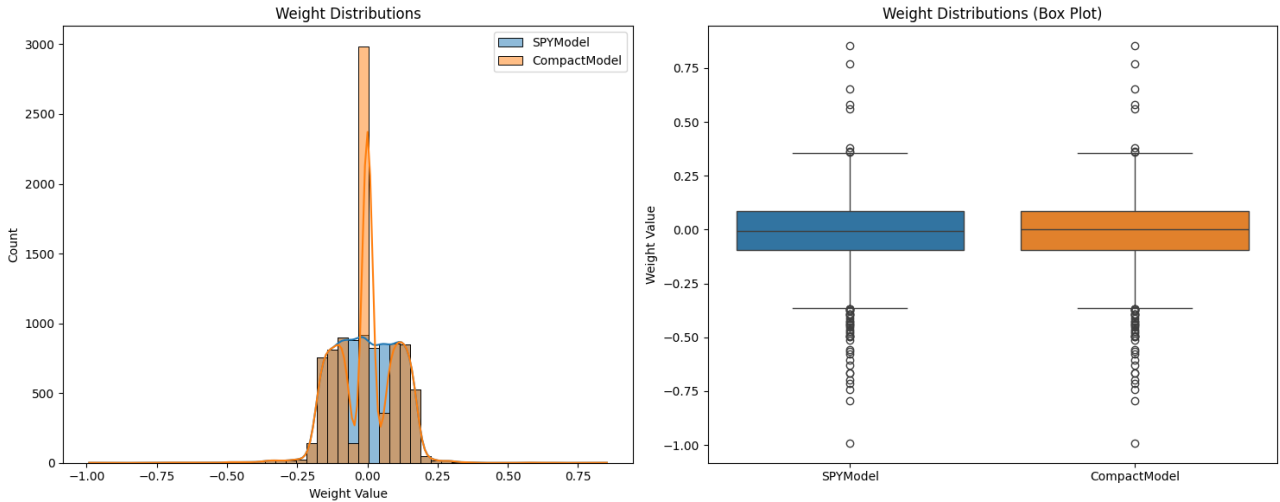 Weight Distributions
SPYModel
CompactModel
3000
2500
2000
1500
1000
500
0
Count
−1.00
−0.75
−0.50
−0.25
0.00
0.25
0.50
0.75
Weight Value
Weight Distributions (Box Plot)
0.75
0.50
0.25
0.00
−0.25
−0.50
−0.75
−1.00
Weight Value
SPYModel
CompactModel